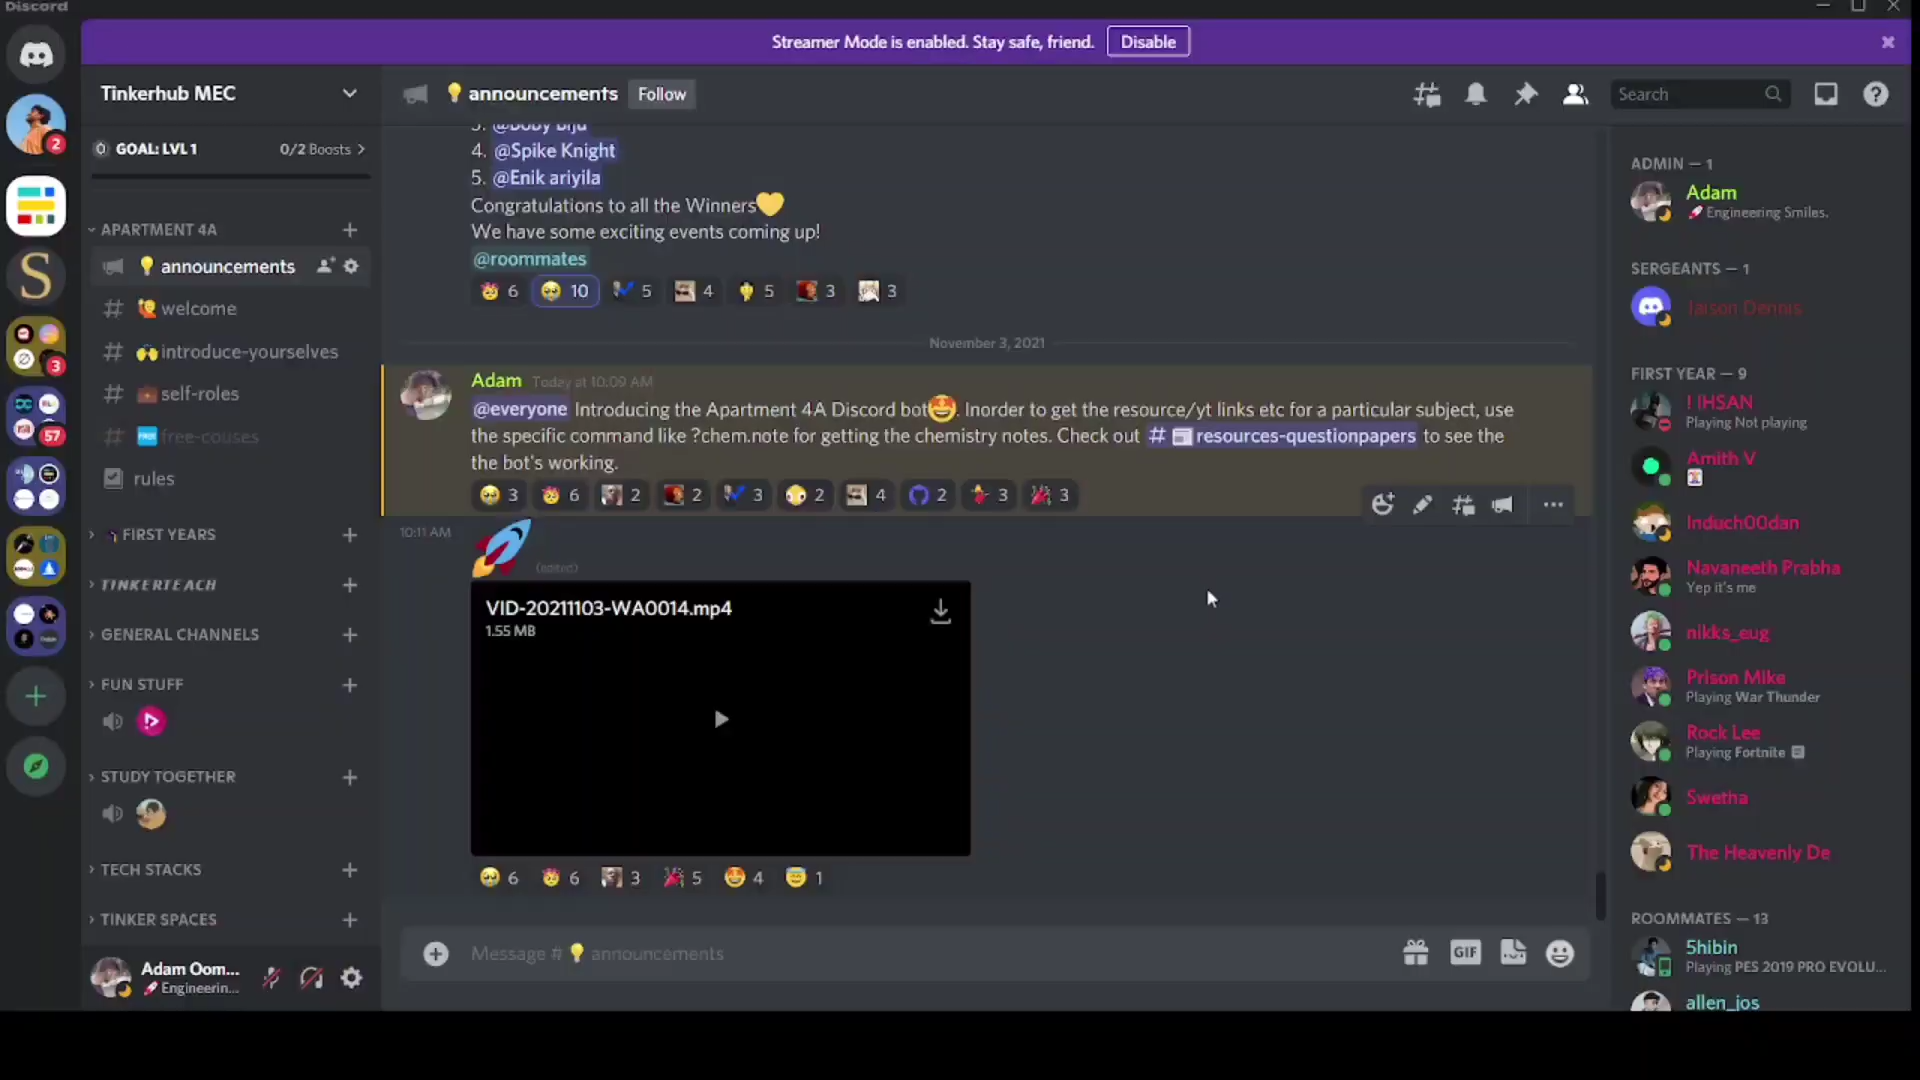 Discord
Streamer Mode is enabled. Stay safe, friend. Disable
Tinkerhub MEC
announcements Follow
Search
GOAL: LVL 1 0/2 Boosts
APARTMENT 4A
announcements
welcome
introduce-yourselves
self-roles
free-couses
rules
FIRST YEARS
TINKERTEACH
GENERAL CHANNELS
FUN STUFF
STUDY TOGETHER
TECH STACKS
TINKER SPACES
Adam Oom...
Engineerin...
2
S
3
57
@Boby Biju
4. @Spike Knight
5. @Enik ariyila
Congratulations to all the Winners
We have some exciting events coming up!
@roommates
6 10 5 4 5 3 3
November 3, 2021
Adam Today at 10:09 AM
@everyone Introducing the Apartment 4A Discord bot. Inorder to get the resource/yt links etc for a particular subject, use
the specific command like ?chem.note for getting the chemistry notes. Check out # resources-questionpapers to see the
the bot's working.
3 6 2 2 3 2 4 2 3 3
10:11 AM
(edited)
VID-20211103-WA0014.mp4
1.55 MB
6 6 3 5 4 1
Message # announcements
GIF
ADMIN — 1
Adam
Engineering Smiles.
SERGEANTS — 1
Jaison Dennis
FIRST YEAR — 9
! IHSAN
Playing Not playing
Amith V
Induch00dan
Navaneeth Prabha
Yep it's me
nikks_eug
Prison Mike
Playing War Thunder
Rock Lee
Playing Fortnite
Swetha
The Heavenly De
ROOMMATES — 13
5hibin
Playing PES 2019 PRO EVOLU...
allen_jos